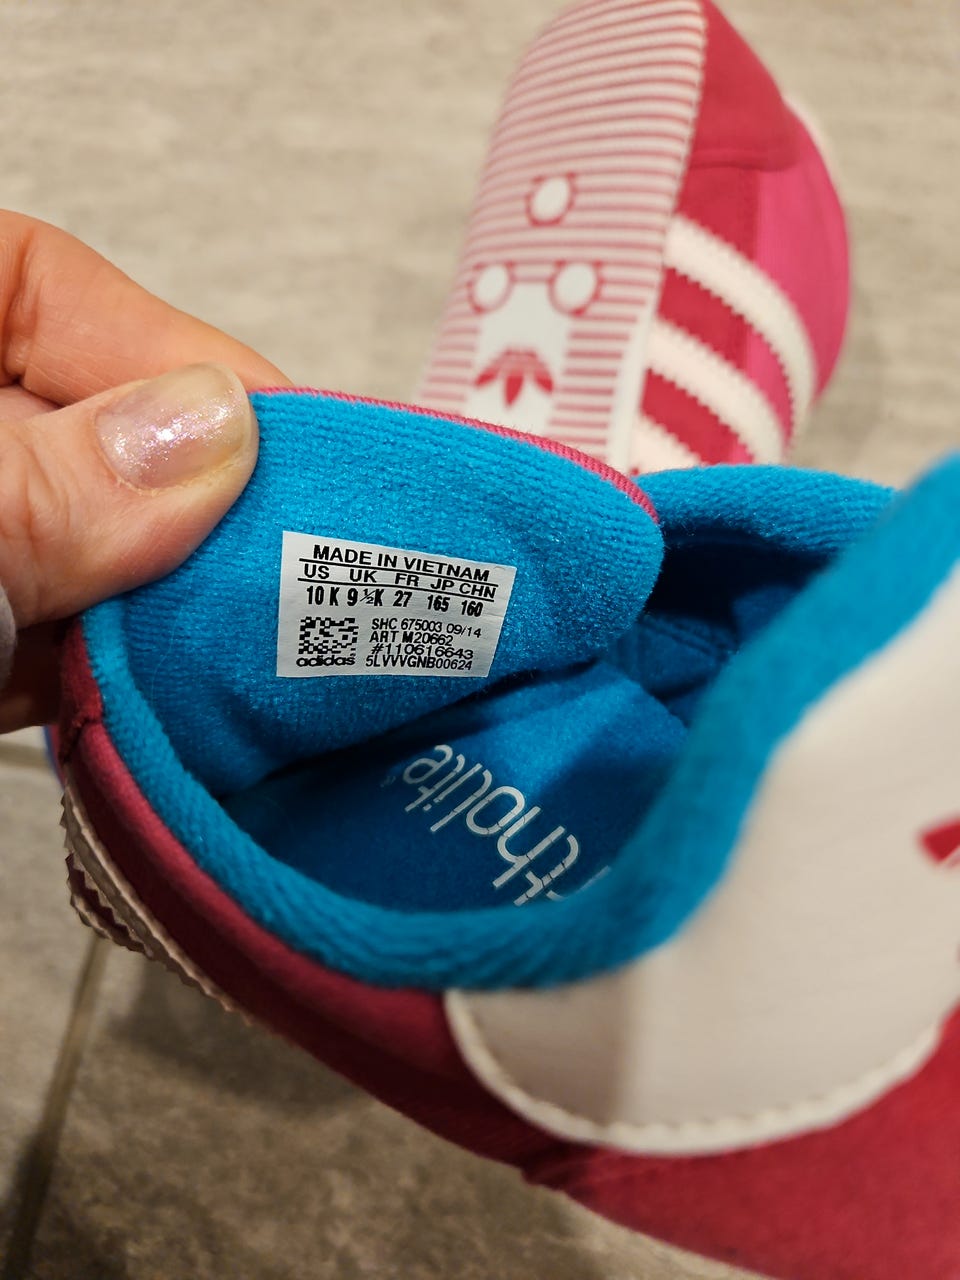 MADE IN VIETNAM
US UK FR JP CHN
10 K 9 ½K 27 165 160
SHC 675003 09/14
ART M20662
#110616643
adidas 5LVVVGNB00624
tholite